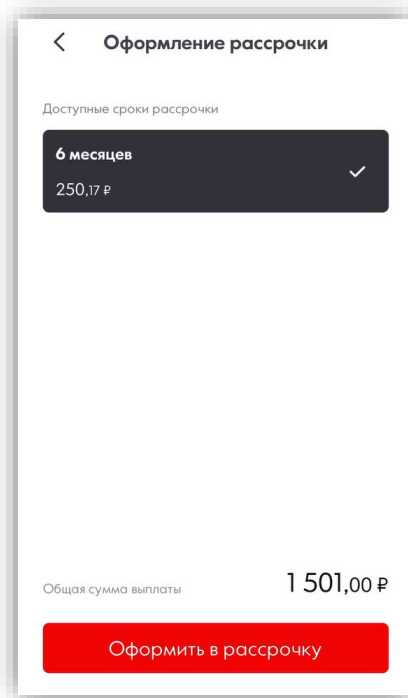 Оформление рассрочки
Доступные сроки рассрочки
6 месяцев
250,17 ₽
Общая сумма выплаты 1 501,00 ₽
Оформить в рассрочку